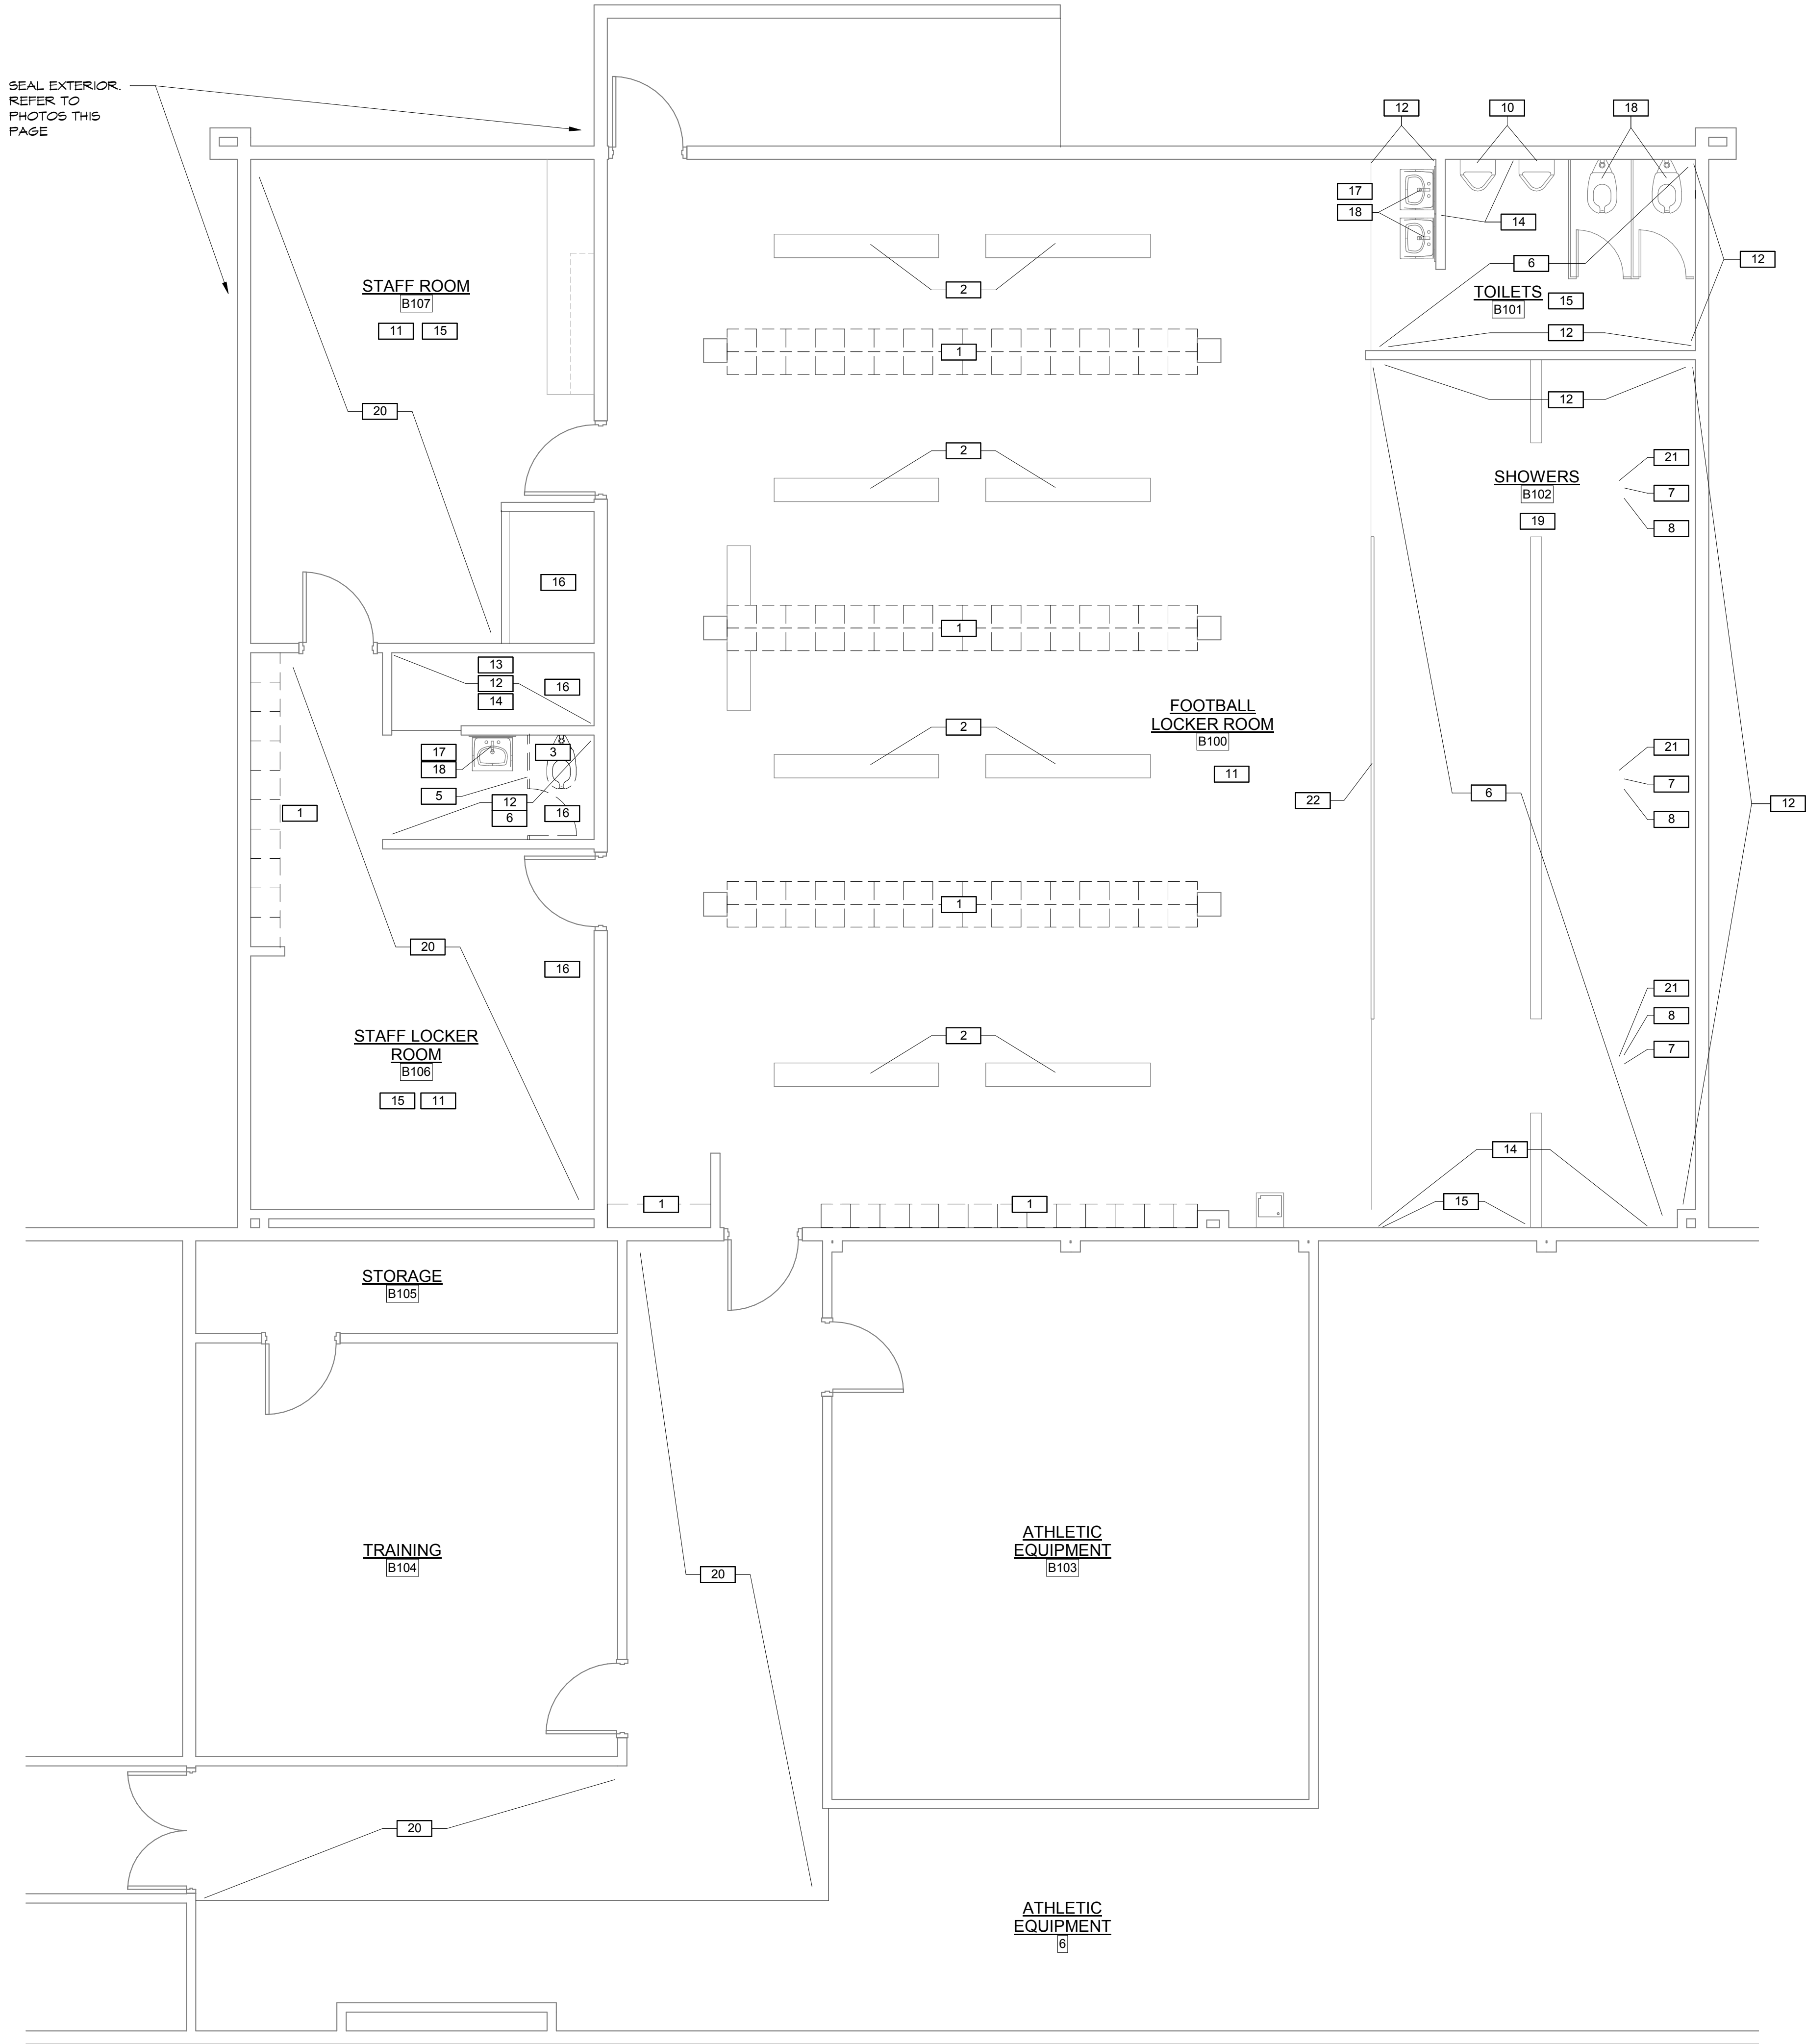 SEAL EXTERIOR.
REFER TO
PHOTOS THIS
PAGE
12
10
18
17
18
14
6
12
TOILETS
B101
15
12
STAFF ROOM
B107
11
15
2
1
20
12
2
SHOWERS
B102
19
21
7
8
16
1
13
12
14
16
FOOTBALL
LOCKER ROOM
B100
11
2
17
18
3
5
12
6
16
1
22
6
21
7
8
12
1
20
16
STAFF LOCKER
ROOM
B106
15
11
2
21
8
7
14
15
1
1
STORAGE
B105
TRAINING
B104
20
ATHLETIC
EQUIPMENT
B103
20
ATHLETIC
EQUIPMENT
6